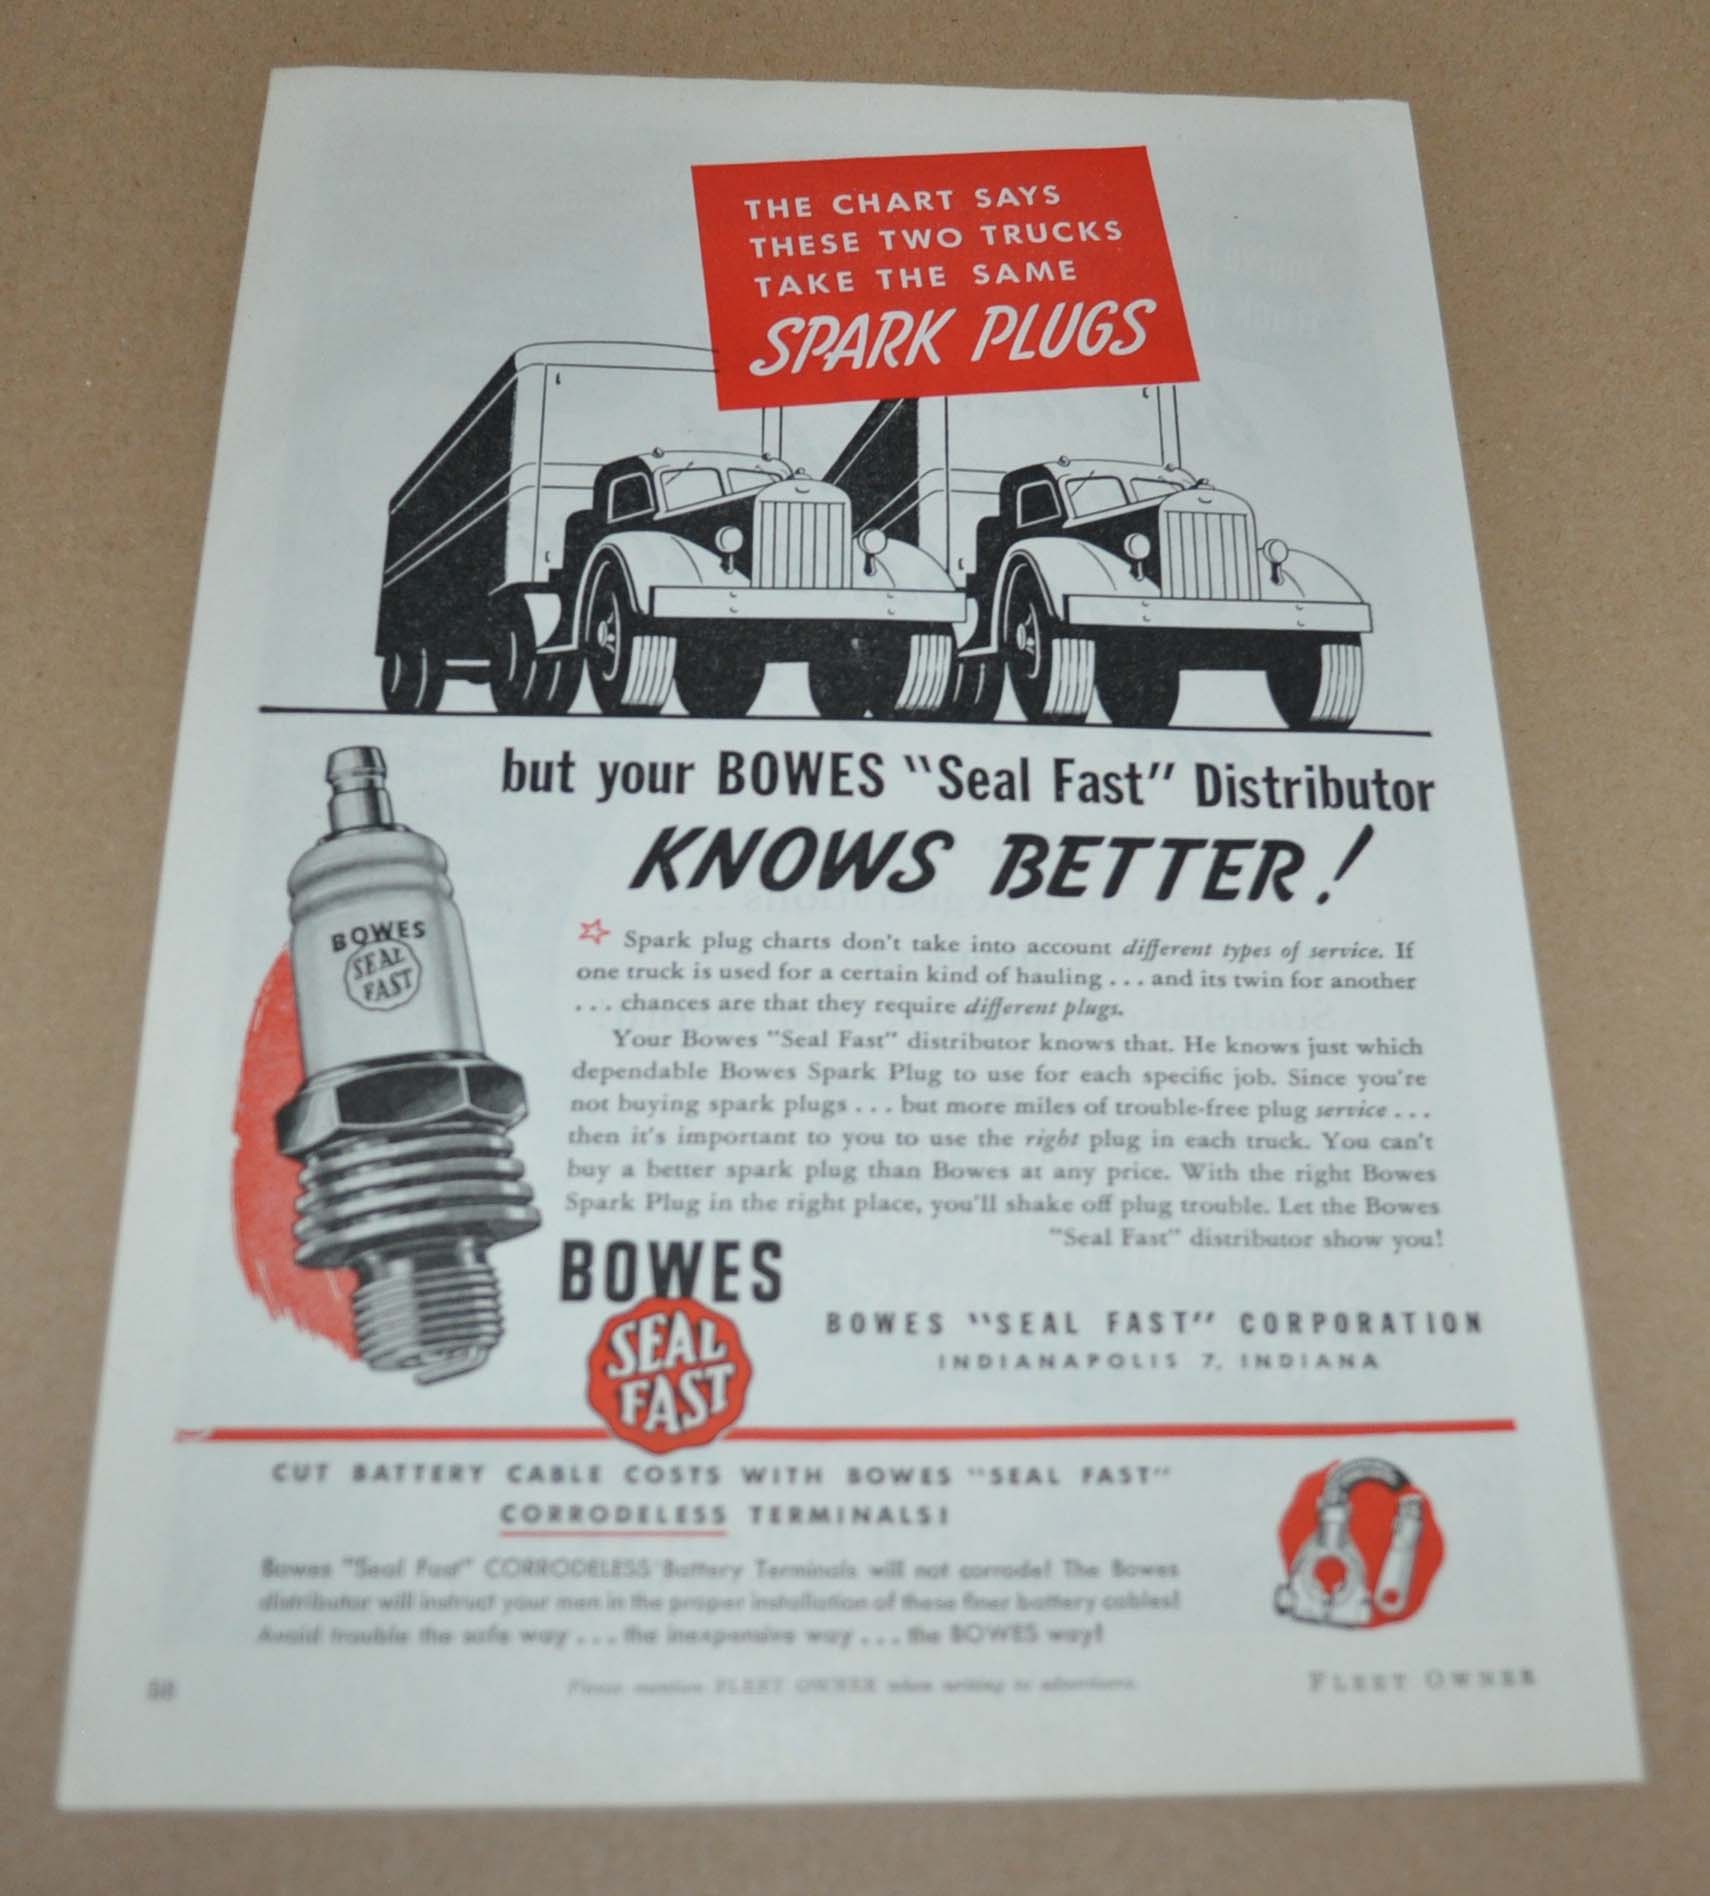 THE CHART SAYS
THESE TWO TRUCKS
TAKE THE SAME
SPARK PLUGS
but your BOWES "Seal Fast" Distributor
KNOWS BETTER!
Spark plug charts don't take into account different types of service. If
one truck is used for a certain kind of hauling . . . and its twin for another
. . . chances are that they require different plugs.
Your Bowes "Seal Fast" distributor knows that. He knows just which
dependable Bowes Spark Plug to use for each specific job. Since you're
not buying spark plugs . . . but more miles of trouble-free plug service . . .
then it's important to you to use the right plug in each truck. You can't
buy a better spark plug than Bowes at any price. With the right Bowes
Spark Plug in the right place, you'll shake off plug trouble. Let the Bowes
"Seal Fast" distributor show you!
BOWES
SEAL
FAST
BOWES
SEAL
FAST
BOWES "SEAL FAST" CORPORATION
INDIANAPOLIS 7, INDIANA
CUT BATTERY CABLE COSTS WITH BOWES "SEAL FAST"
CORRODELESS TERMINALS!
Bowes "Seal Fast" CORRODELESS Battery Terminals will not corrode! The Bowes
distributor will instruct your men in the proper installation of these finer battery cables!
Avoid trouble the safe way . . . the inexpensive way . . . the BOWES way!
Please mention FLEET OWNER when writing to advertisers.
FLEET OWNER